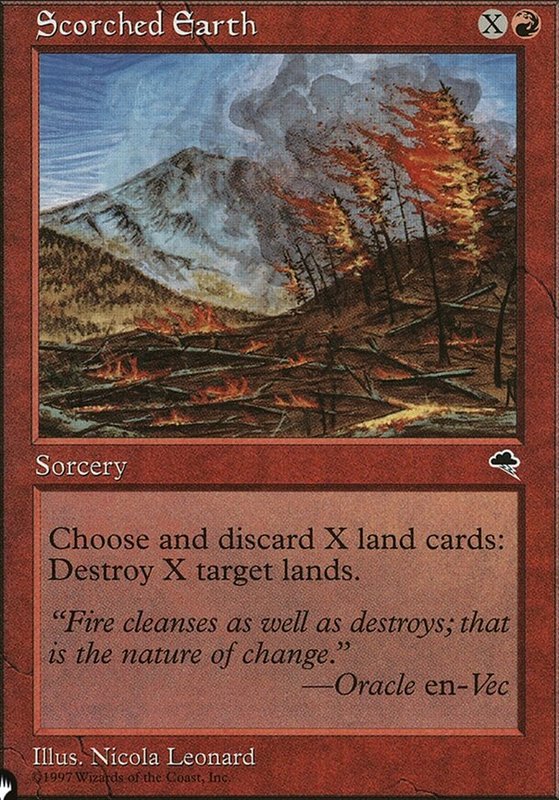 Scorched Earth
X
Sorcery
Choose and discard X land cards:
Destroy X target lands.
“Fire cleanses as well as destroys; that
is the nature of change.”
—Oracle en-Vec
Illus. Nicola Leonard
©1997 Wizards of the Coast, Inc.